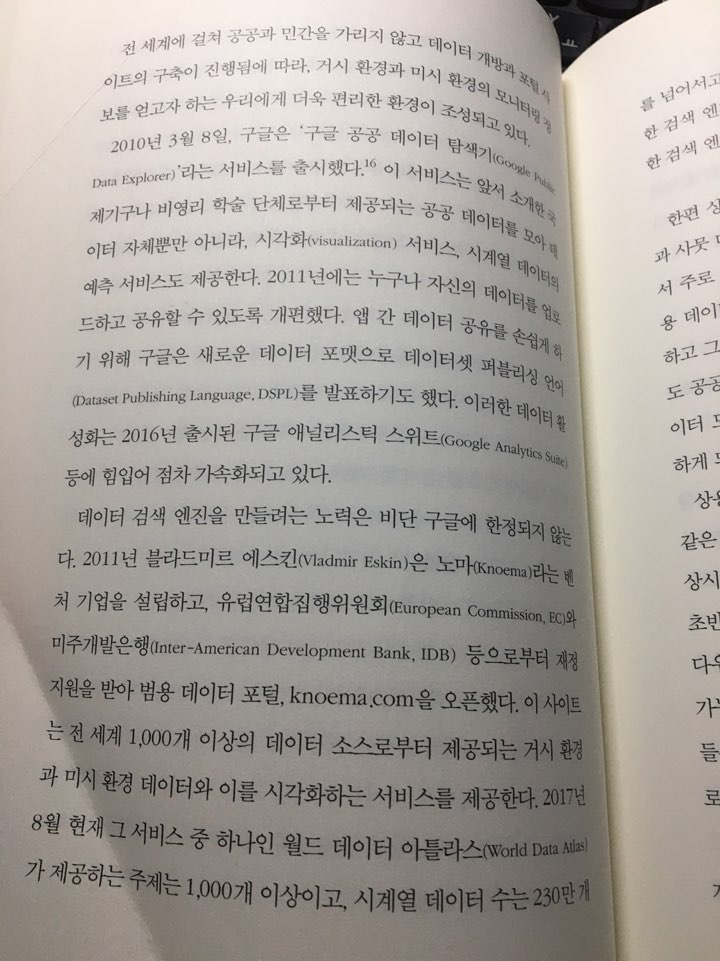 전 세계에 걸쳐 공공과 민간을 가리지 않고 데이터 개방과 포털 사
이트의 구축이 진행됨에 따라, 거시 환경과 미시 환경의 모니터링 정
보를 얻고자 하는 우리에게 더욱 편리한 환경이 조성되고 있다.
2010년 3월 8일, 구글은 ‘구글 공공 데이터 탐색기(Google Public
Data Explorer)’라는 서비스를 출시했다.16 이 서비스는 앞서 소개한 국
제기구나 비영리 학술 단체로부터 제공되는 공공 데이터를 모아 데
이터 자체뿐만 아니라, 시각화(visualization) 서비스, 시계열 데이터의
예측 서비스도 제공한다. 2011년에는 누구나 자신의 데이터를 업로
드하고 공유할 수 있도록 개편했다. 앱 간 데이터 공유를 손쉽게 하
기 위해 구글은 새로운 데이터 포맷으로 데이터셋 퍼블리싱 언어
(Dataset Publishing Language, DSPL)를 발표하기도 했다. 이러한 데이터 활
성화는 2016년 출시된 구글 애널리스틱 스위트(Google Analytics Suite)
등에 힘입어 점차 가속화되고 있다.
데이터 검색 엔진을 만들려는 노력은 비단 구글에 한정되지 않는
다. 2011년 블라드미르 에스킨(Vladmir Eskin)은 노마(Knoema)라는 벤
처 기업을 설립하고, 유럽연합집행위원회(European Commission, EC)와
미주개발은행(Inter-American Development Bank, IDB) 등으로부터 재정
지원을 받아 범용 데이터 포털, knoema.com을 오픈했다. 이 사이트
는 전 세계 1,000개 이상의 데이터 소스로부터 제공되는 거시 환경
과 미시 환경 데이터와 이를 시각화하는 서비스를 제공한다. 2017년
8월 현재 그 서비스 중 하나인 월드 데이터 아틀라스(World Data Atlas)
가 제공하는 주제는 1,000개 이상이고, 시계열 데이터 수는 230만 개
를 넘어서고
한 검색 엔
한 검색 엔
한편 상
과 사뭇
서 주로
용 데이
하고 그
도 공공
이터
하게
상용
같은
상시
초반
다우
가
들
로